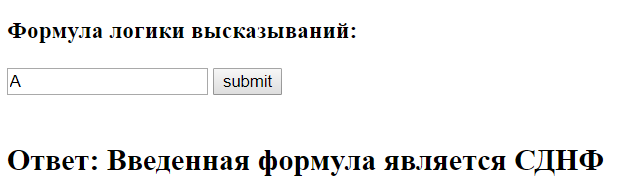 Формула логики высказываний:
A submit
Ответ: Введенная формула является СДНФ